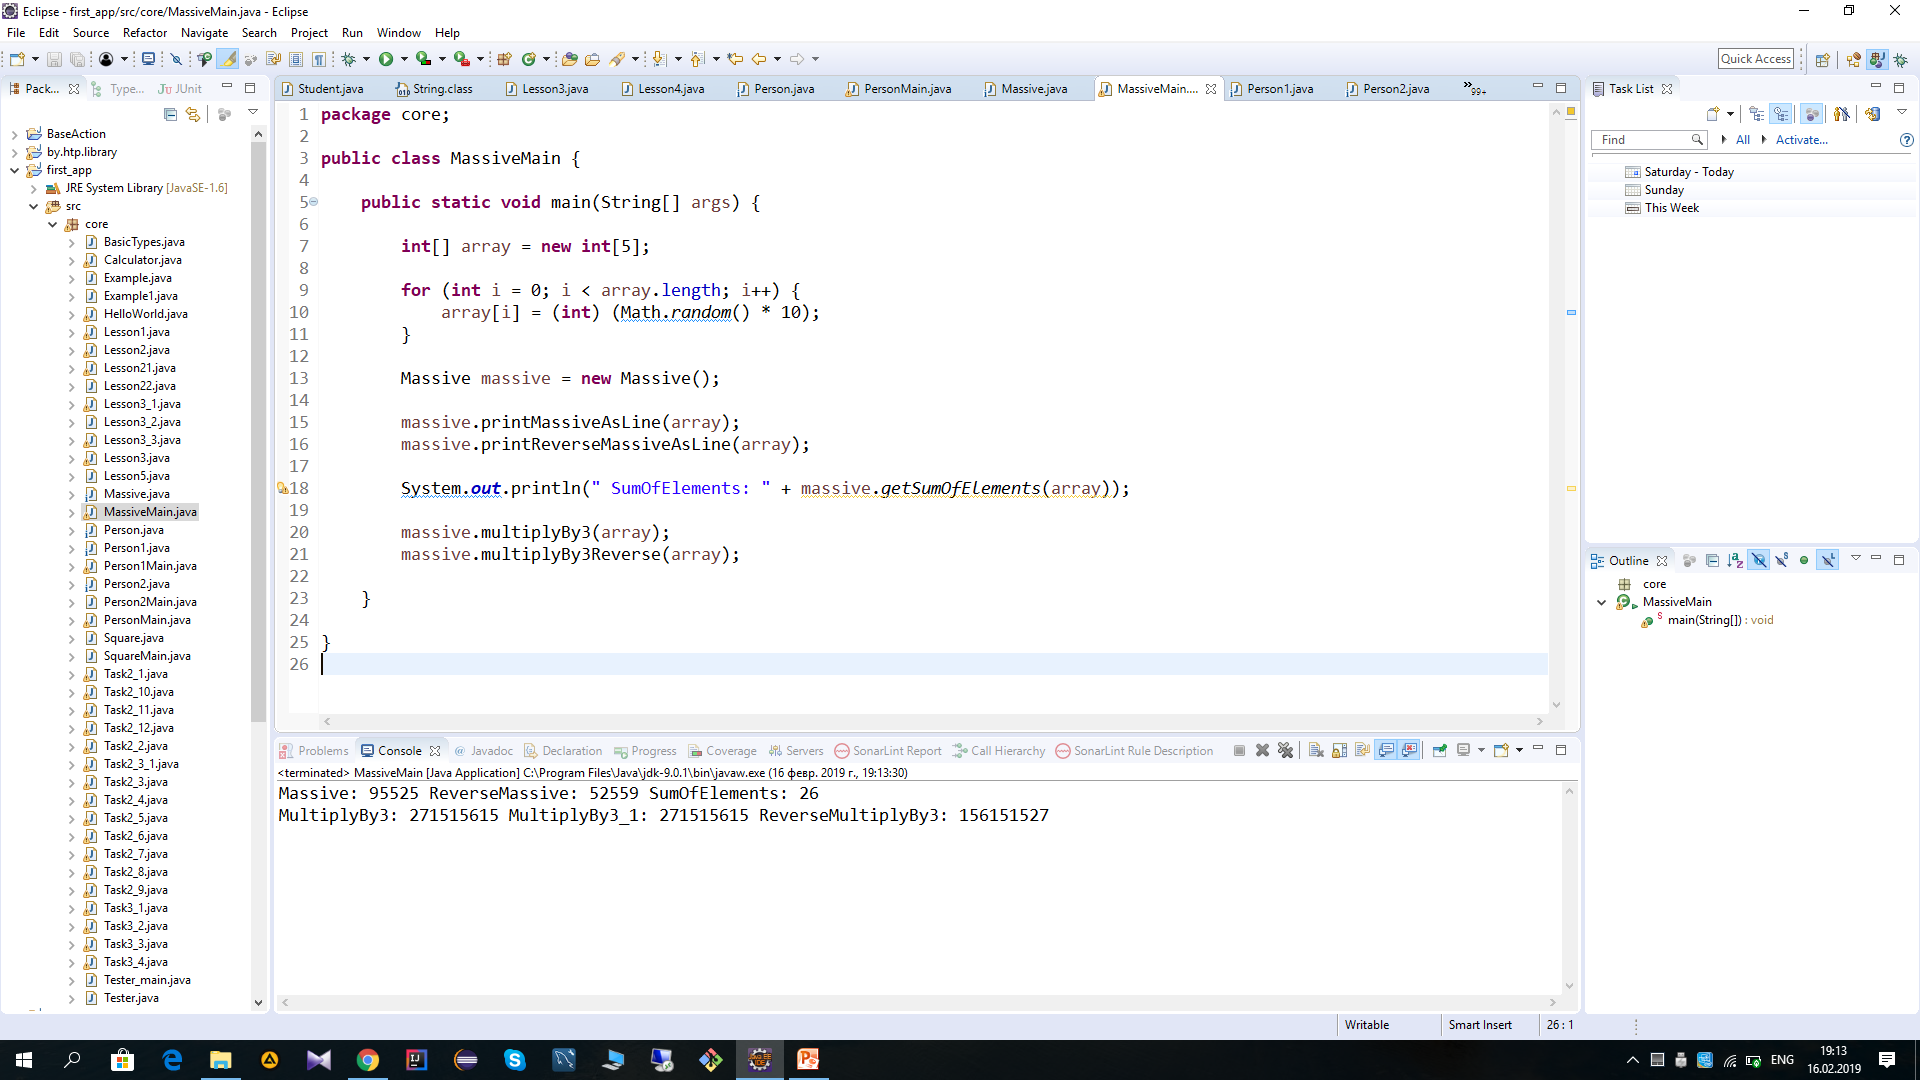 Eclipse - first_app/src/core/MassiveMain.java - Eclipse
File Edit Source Refactor Navigate Search Project Run Window Help
Quick Access
Pack... Type... JUnit
BaseAction
by.htp.library
first_app
JRE System Library [JavaSE-1.6]
src
core
BasicTypes.java
Calculator.java
Example.java
Example1.java
HelloWorld.java
Lesson1.java
Lesson2.java
Lesson21.java
Lesson22.java
Lesson3_1.java
Lesson3_2.java
Lesson3_3.java
Lesson3.java
Lesson5.java
Massive.java
MassiveMain.java
Person.java
Person1.java
Person1Main.java
Person2.java
Person2Main.java
PersonMain.java
Square.java
SquareMain.java
Task2_1.java
Task2_10.java
Task2_11.java
Task2_12.java
Task2_2.java
Task2_3_1.java
Task2_3.java
Task2_4.java
Task2_5.java
Task2_6.java
Task2_7.java
Task2_8.java
Task2_9.java
Task3_1.java
Task3_2.java
Task3_3.java
Task3_4.java
Tester_main.java
Tester.java
Student.java String.class Lesson3.java Lesson4.java Person.java PersonMain.java Massive.java MassiveMain.... Person1.java Person2.java »99+
1 package core;
2
3 public class MassiveMain {
4
5 public static void main(String[] args) {
6
7 int[] array = new int[5];
8
9 for (int i = 0; i < array.length; i++) {
10 array[i] = (int) (Math.random() * 10);
11 }
12
13 Massive massive = new Massive();
14
15 massive.printMassiveAsLine(array);
16 massive.printReverseMassiveAsLine(array);
17
18 System.out.println(" SumOfElements: " + massive.getSumOfElements(array));
19
20 massive.multiplyBy3(array);
21 massive.multiplyBy3Reverse(array);
22
23 }
24
25 }
26
Problems Console @ Javadoc Declaration Progress Coverage Servers SonarLint Report Call Hierarchy SonarLint Rule Description
<terminated> MassiveMain [Java Application] C:\Program Files\Java\jdk-9.0.1\bin\javaw.exe (16 февр. 2019 г., 19:13:30)
Massive: 95525 ReverseMassive: 52559 SumOfElements: 26
MultiplyBy3: 271515615 MultiplyBy3_1: 271515615 ReverseMultiplyBy3: 156151527
Task List
Find All Activate...
Saturday - Today
Sunday
This Week
Outline
core
MassiveMain
main(String[]) : void
Writable Smart Insert 26 : 1
ENG 19:13
16.02.2019